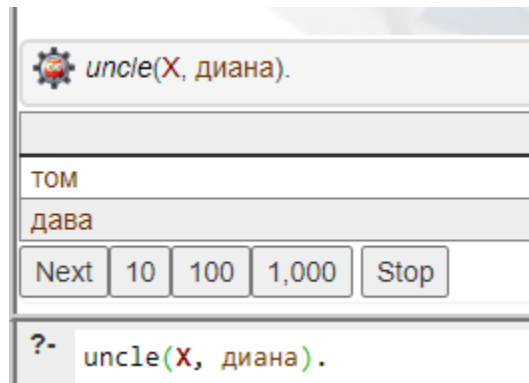 uncle(X, диана).
том
дава
Next 10 100 1,000 Stop
?- uncle(X, диана).